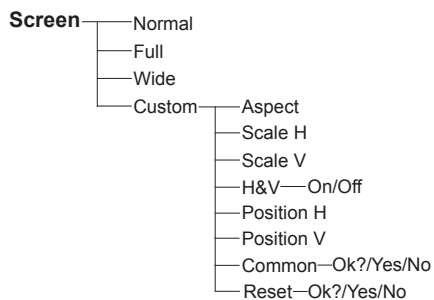 Screen Normal
Full
Wide
Custom Aspect
Scale H
Scale V
H&V On/Off
Position H
Position V
Common Ok?/Yes/No
Reset Ok?/Yes/No